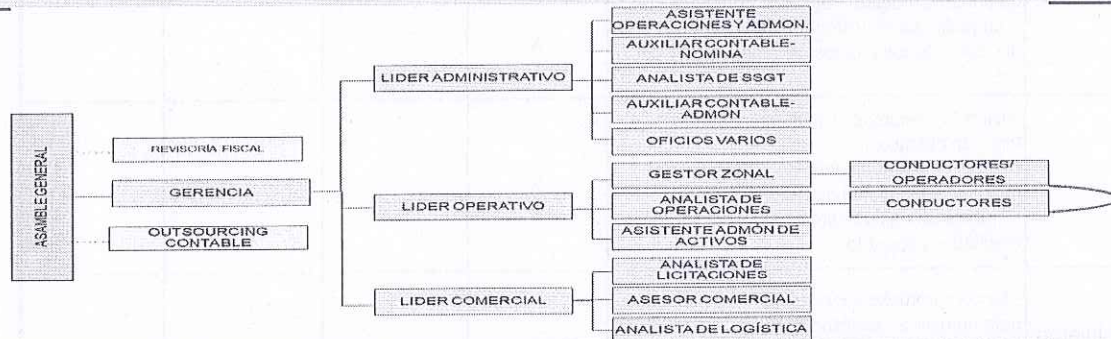 ASAMBLE GENERAL
REVISORÍA FISCAL
GERENCIA
OUTSOURCING
CONTABLE
LIDER ADMINISTRATIVO
ASISTENTE
OPERACIONES Y ADMON.
AUXILIAR CONTABLE-
NOMINA
ANALISTA DE SSGT
AUXILIAR CONTABLE-
ADMON
OFICIOS VARIOS
LIDER OPERATIVO
GESTOR ZONAL
CONDUCTORES/
OPERADORES
ANALISTA DE
OPERACIONES
CONDUCTORES
ASISTENTE ADMÓN DE
ACTIVOS
LIDER COMERCIAL
ANALISTA DE
LICITACIONES
ASESOR COMERCIAL
ANALISTA DE LOGÍSTICA